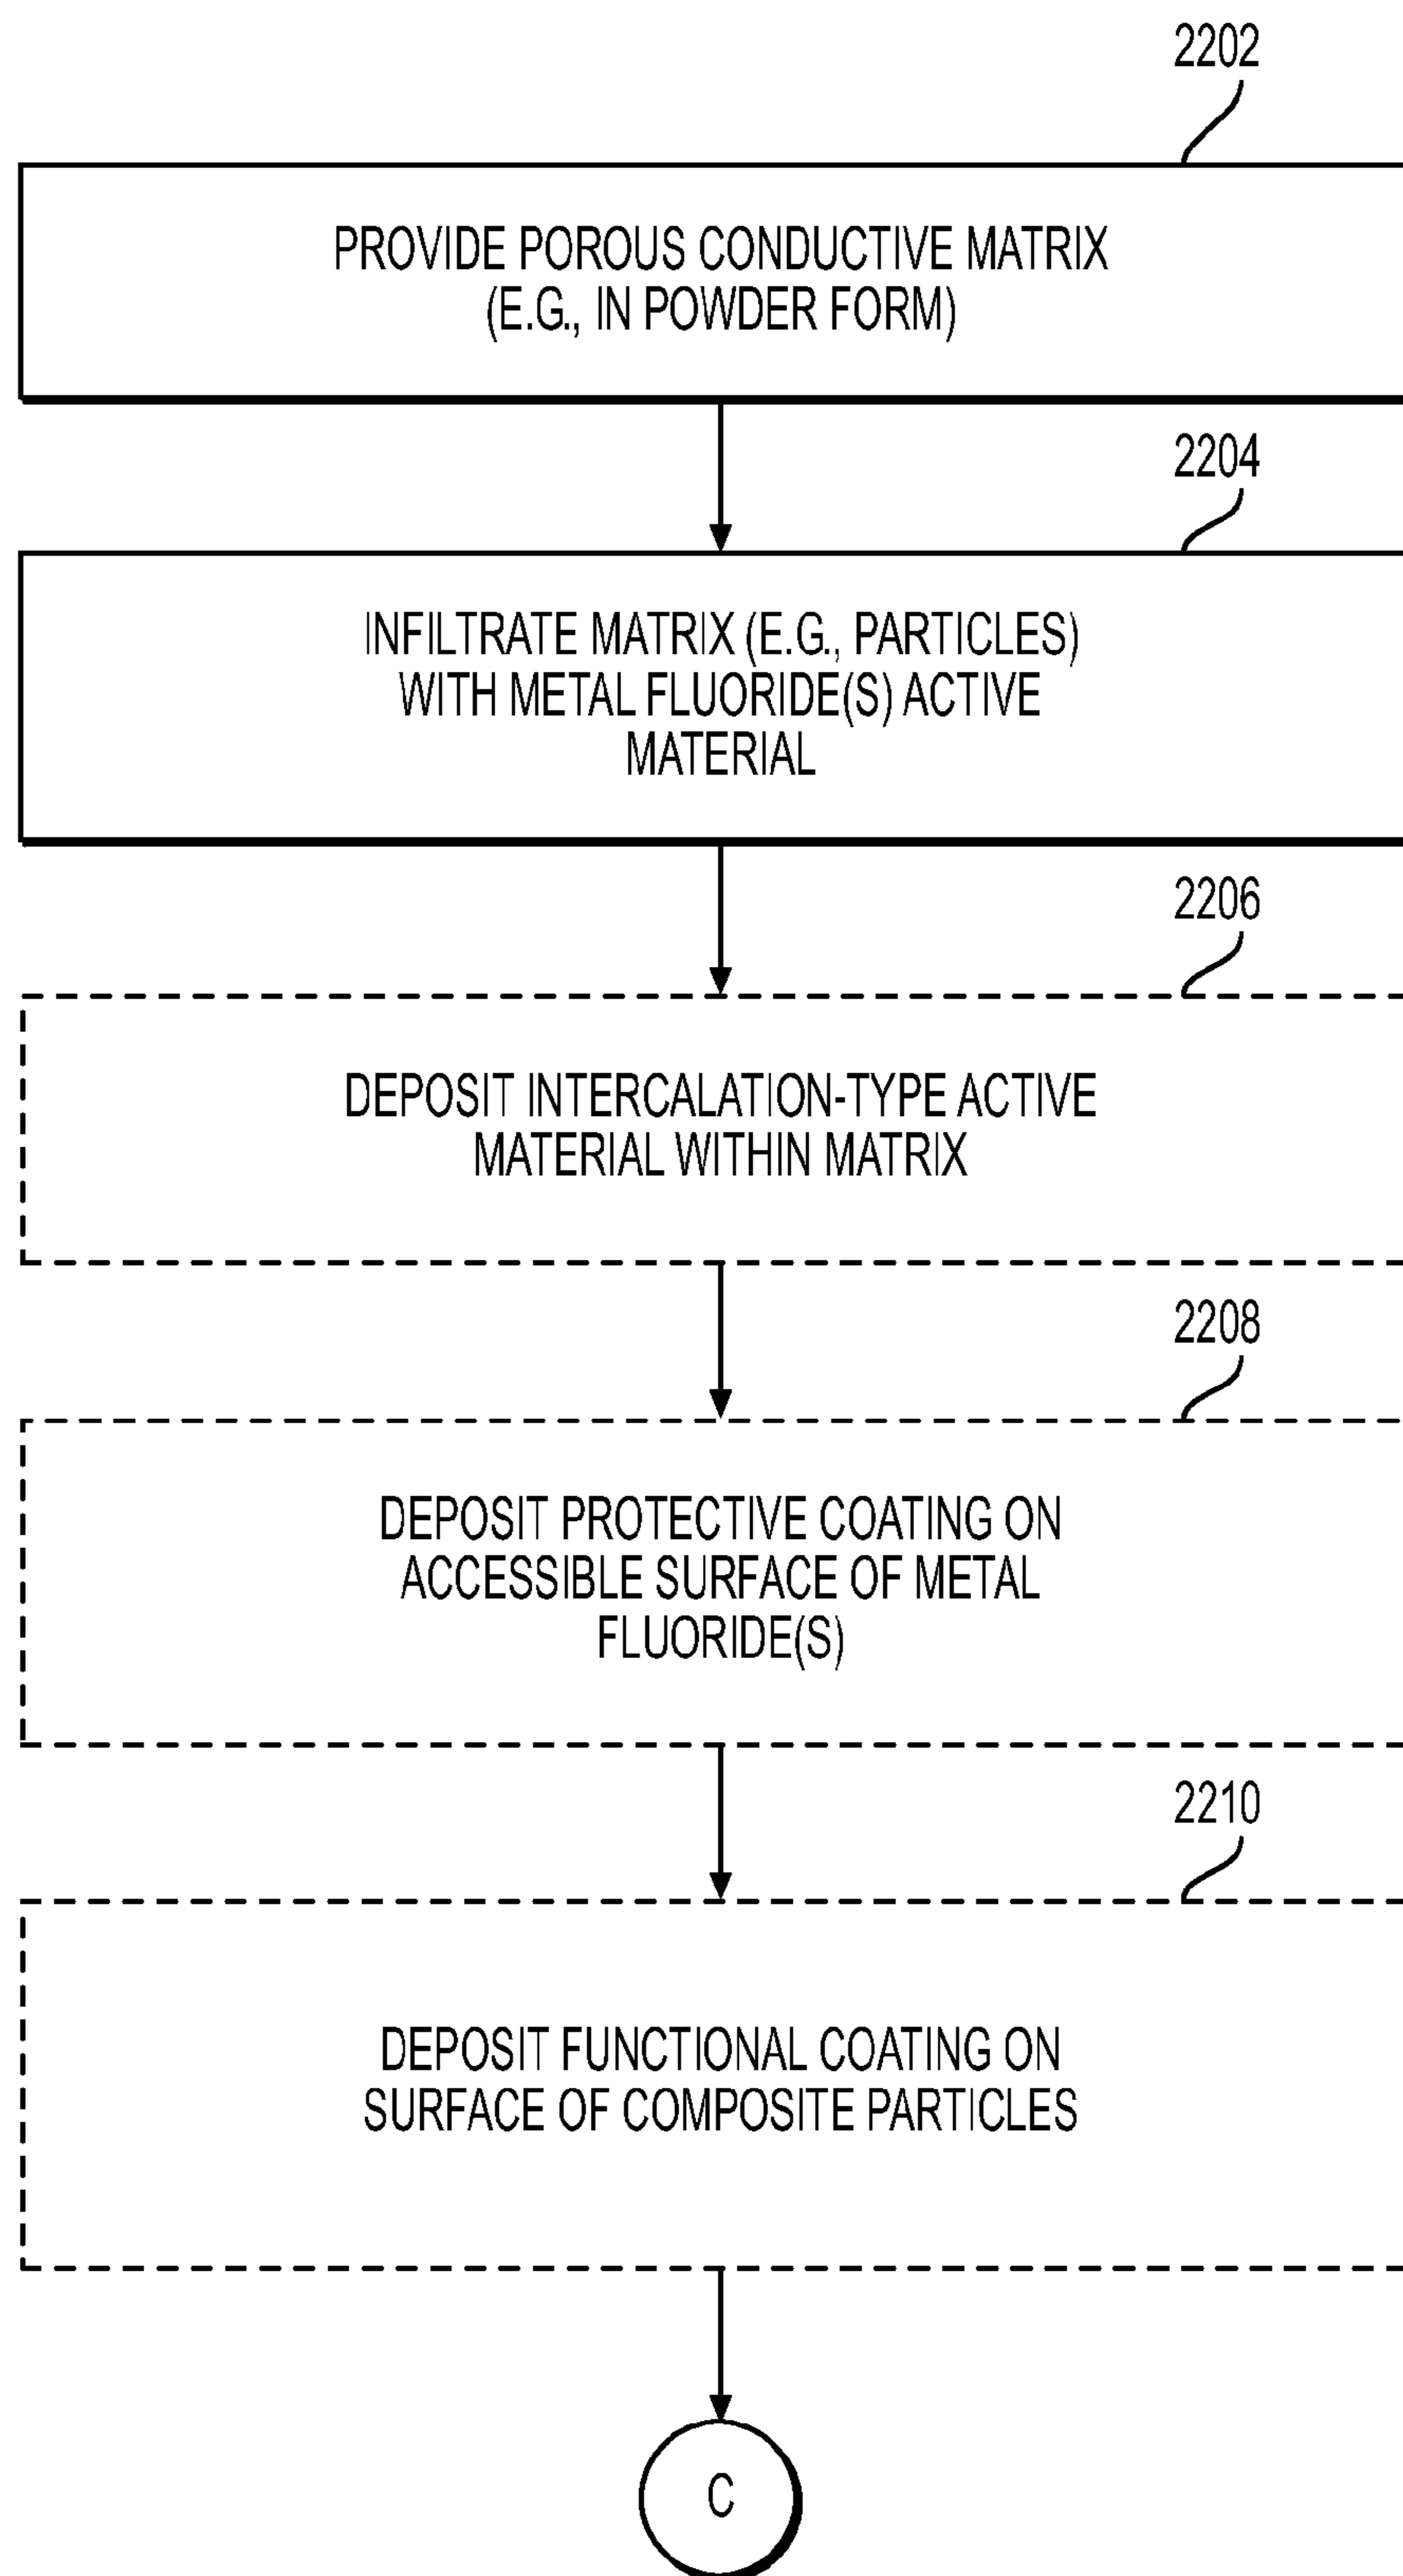 2202
PROVIDE POROUS CONDUCTIVE MATRIX
(E.G., IN POWDER FORM)
2204
INFILTRATE MATRIX (E.G., PARTICLES)
WITH METAL FLUORIDE(S) ACTIVE
MATERIAL
2206
DEPOSIT INTERCALATION-TYPE ACTIVE
MATERIAL WITHIN MATRIX
2208
DEPOSIT PROTECTIVE COATING ON
ACCESSIBLE SURFACE OF METAL
FLUORIDE(S)
2210
DEPOSIT FUNCTIONAL COATING ON
SURFACE OF COMPOSITE PARTICLES
C